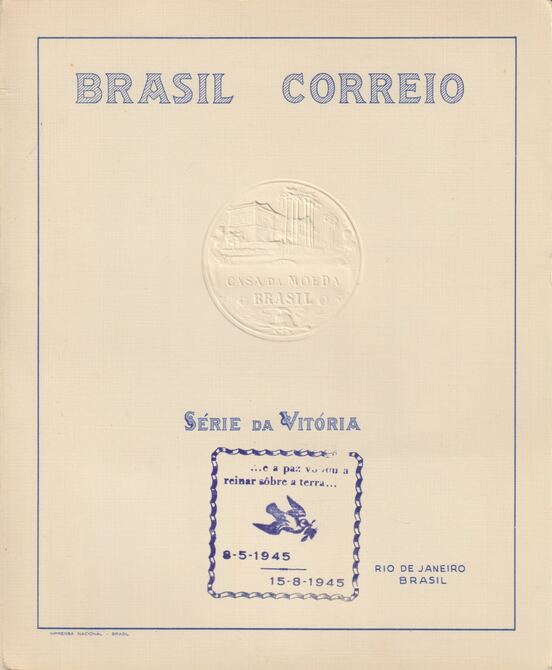 BRASIL CORREIO
CASA DA MOEDA
BRASIL
SÉRIE DA VITÓRIA
...e a paz voltou a
reinar sôbre a terra...
8-5-1945
15-8-1945
RIO DE JANEIRO
BRASIL
IMPRENSA NACIONAL - BRASIL